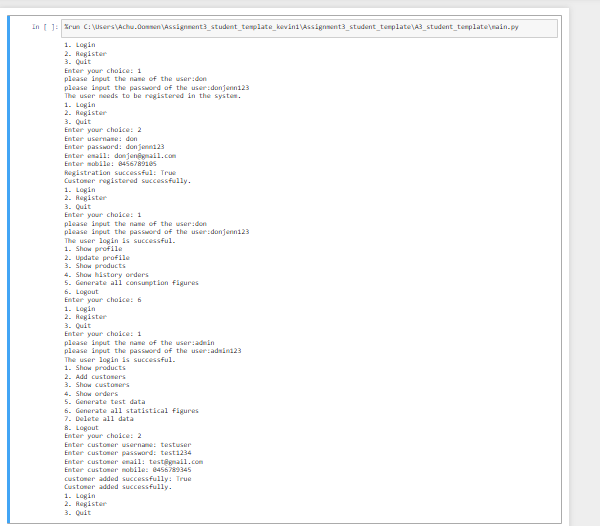 In [ ]: %run C:\Users\Achu.Oommen\Assignment3_student_template_kevin1\Assignment3_student_template\A3_student_template\main.py
1. Login
2. Register
3. Quit
Enter your choice: 1
please input the name of the user:don
please input the password of the user:donjenn123
The user needs to be registered in the system.
1. Login
2. Register
3. Quit
Enter your choice: 2
Enter username: don
Enter password: donjenn123
Enter email: donjen@gmail.com
Enter mobile: 0456789105
Registration successful: True
Customer registered successfully.
1. Login
2. Register
3. Quit
Enter your choice: 1
please input the name of the user:don
please input the password of the user:donjenn123
The user login is successful.
1. Show profile
2. Update profile
3. Show products
4. Show history orders
5. Generate all consumption figures
6. Logout
Enter your choice: 6
1. Login
2. Register
3. Quit
Enter your choice: 1
please input the name of the user:admin
please input the password of the user:admin123
The user login is successful.
1. Show products
2. Add customers
3. Show customers
4. Show orders
5. Generate test data
6. Generate all statistical figures
7. Delete all data
8. Logout
Enter your choice: 2
Enter customer username: testuser
Enter customer password: test1234
Enter customer email: test@gmail.com
Enter customer mobile: 0456789345
customer added successfully: True
Customer added successfully.
1. Login
2. Register
3. Quit